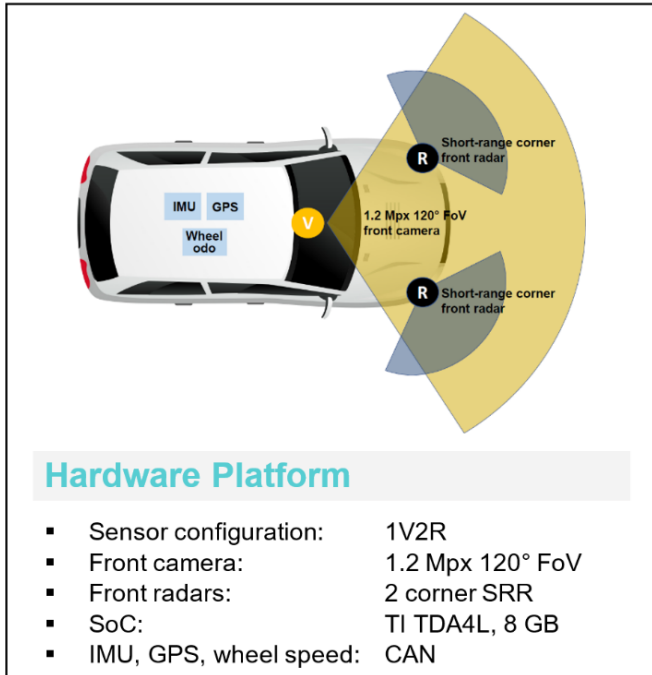 Short-range corner
front radar
R
IMU
GPS
V
1.2 Mpx 120° FoV
front camera
Wheel
odo
R
Short-range corner
front radar
Hardware Platform
▪ Sensor configuration: 1V2R
▪ Front camera: 1.2 Mpx 120° FoV
▪ Front radars: 2 corner SRR
▪ SoC: TI TDA4L, 8 GB
▪ IMU, GPS, wheel speed: CAN